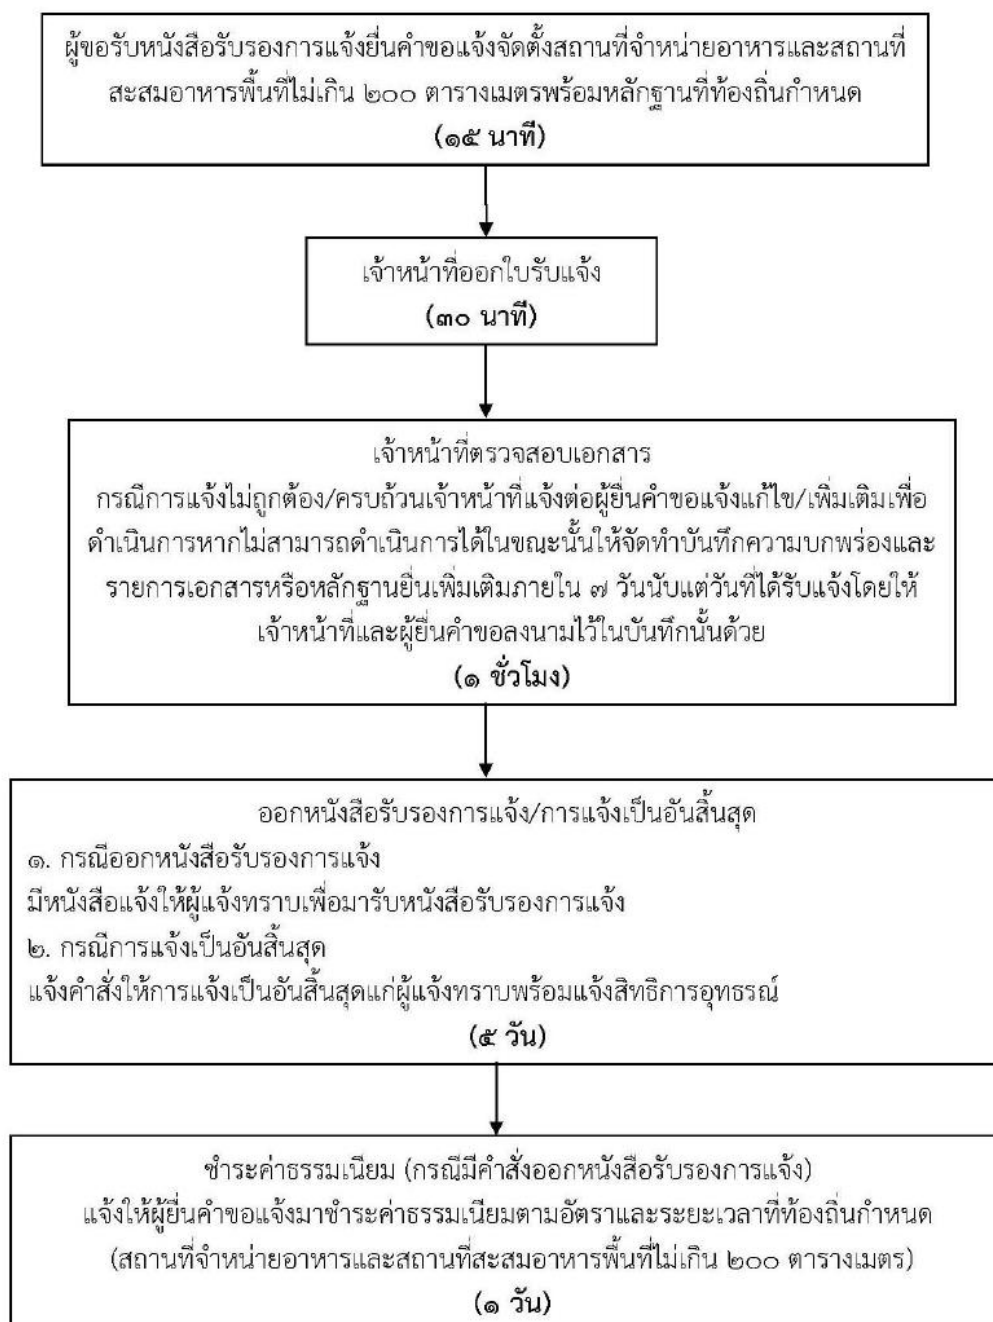 ผู้ขอรับหนังสือรับรองการแจ้งยื่นคำขอแจ้งจัดตั้งสถานที่จำหน่ายอาหารและสถานที่
สะสมอาหารพื้นที่ไม่เกิน ๒๐๐ ตารางเมตรพร้อมหลักฐานที่ท้องถิ่นกำหนด
(๑๕ นาที)
เจ้าหน้าที่ออกใบรับแจ้ง
(๓๐ นาที)
เจ้าหน้าที่ตรวจสอบเอกสาร
กรณีการแจ้งไม่ถูกต้อง/ครบถ้วนเจ้าหน้าที่แจ้งต่อผู้ยื่นคำขอแจ้งแก้ไข/เพิ่มเติมเพื่อ
ดำเนินการหากไม่สามารถดำเนินการได้ในขณะนั้นให้จัดทำบันทึกความบกพร่องและ
รายการเอกสารหรือหลักฐานยื่นเพิ่มเติมภายใน ๗ วันนับแต่วันที่ได้รับแจ้งโดยให้
เจ้าหน้าที่และผู้ยื่นคำขอลงนามไว้ในบันทึกนั้นด้วย
(๑ ชั่วโมง)
ออกหนังสือรับรองการแจ้ง/การแจ้งเป็นอันสิ้นสุด
๑. กรณีออกหนังสือรับรองการแจ้ง
มีหนังสือแจ้งให้ผู้แจ้งทราบเพื่อมารับหนังสือรับรองการแจ้ง
๒. กรณีการแจ้งเป็นอันสิ้นสุด
แจ้งคำสั่งให้การแจ้งเป็นอันสิ้นสุดแก่ผู้แจ้งทราบพร้อมแจ้งสิทธิการอุทธรณ์
(๕ วัน)
ชำระค่าธรรมเนียม (กรณีมีคำสั่งออกหนังสือรับรองการแจ้ง)
แจ้งให้ผู้ยื่นคำขอแจ้งมาชำระค่าธรรมเนียมตามอัตราและระยะเวลาที่ท้องถิ่นกำหนด
(สถานที่จำหน่ายอาหารและสถานที่สะสมอาหารพื้นที่ไม่เกิน ๒๐๐ ตารางเมตร)
(๑ วัน)